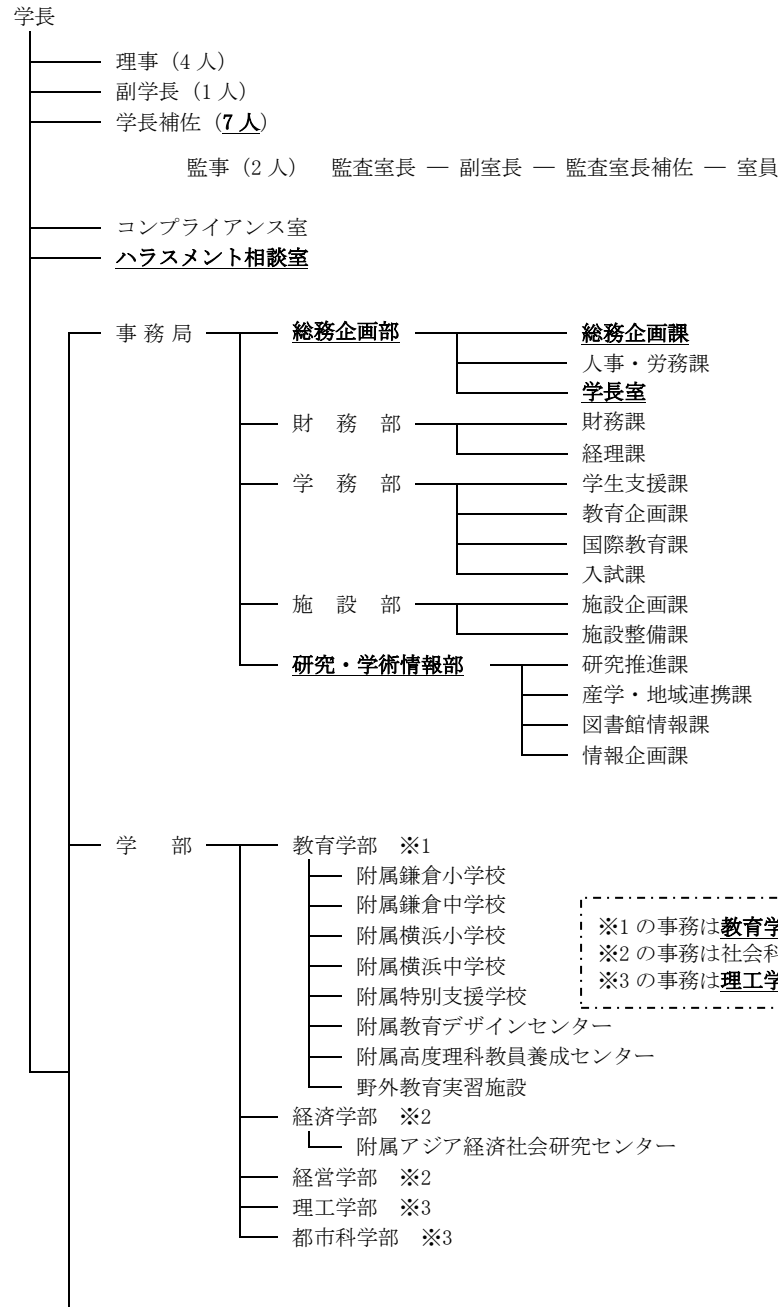 学長
理事（4 人）
副学長（1 人）
学長補佐（7 人）
監事（2 人） 監査室長 ― 副室長 ― 監査室長補佐 ― 室員
コンプライアンス室
ハラスメント相談室
事 務 局 総務企画部 総務企画課
人事・労務課
学長室
財 務 部 財務課
経理課
学 務 部 学生支援課
教育企画課
国際教育課
入試課
施 設 部 施設企画課
施設整備課
研究・学術情報部 研究推進課
産学・地域連携課
図書館情報課
情報企画課
学 部 教育学部 ※1
附属鎌倉小学校
附属鎌倉中学校
附属横浜小学校
附属横浜中学校
附属特別支援学校
附属教育デザインセンター
附属高度理科教員養成センター
野外教育実習施設
※1 の事務は教育学
※2 の事務は社会科
※3 の事務は理工学
経済学部 ※2
附属アジア経済社会研究センター
経営学部 ※2
理工学部 ※3
都市科学部 ※3